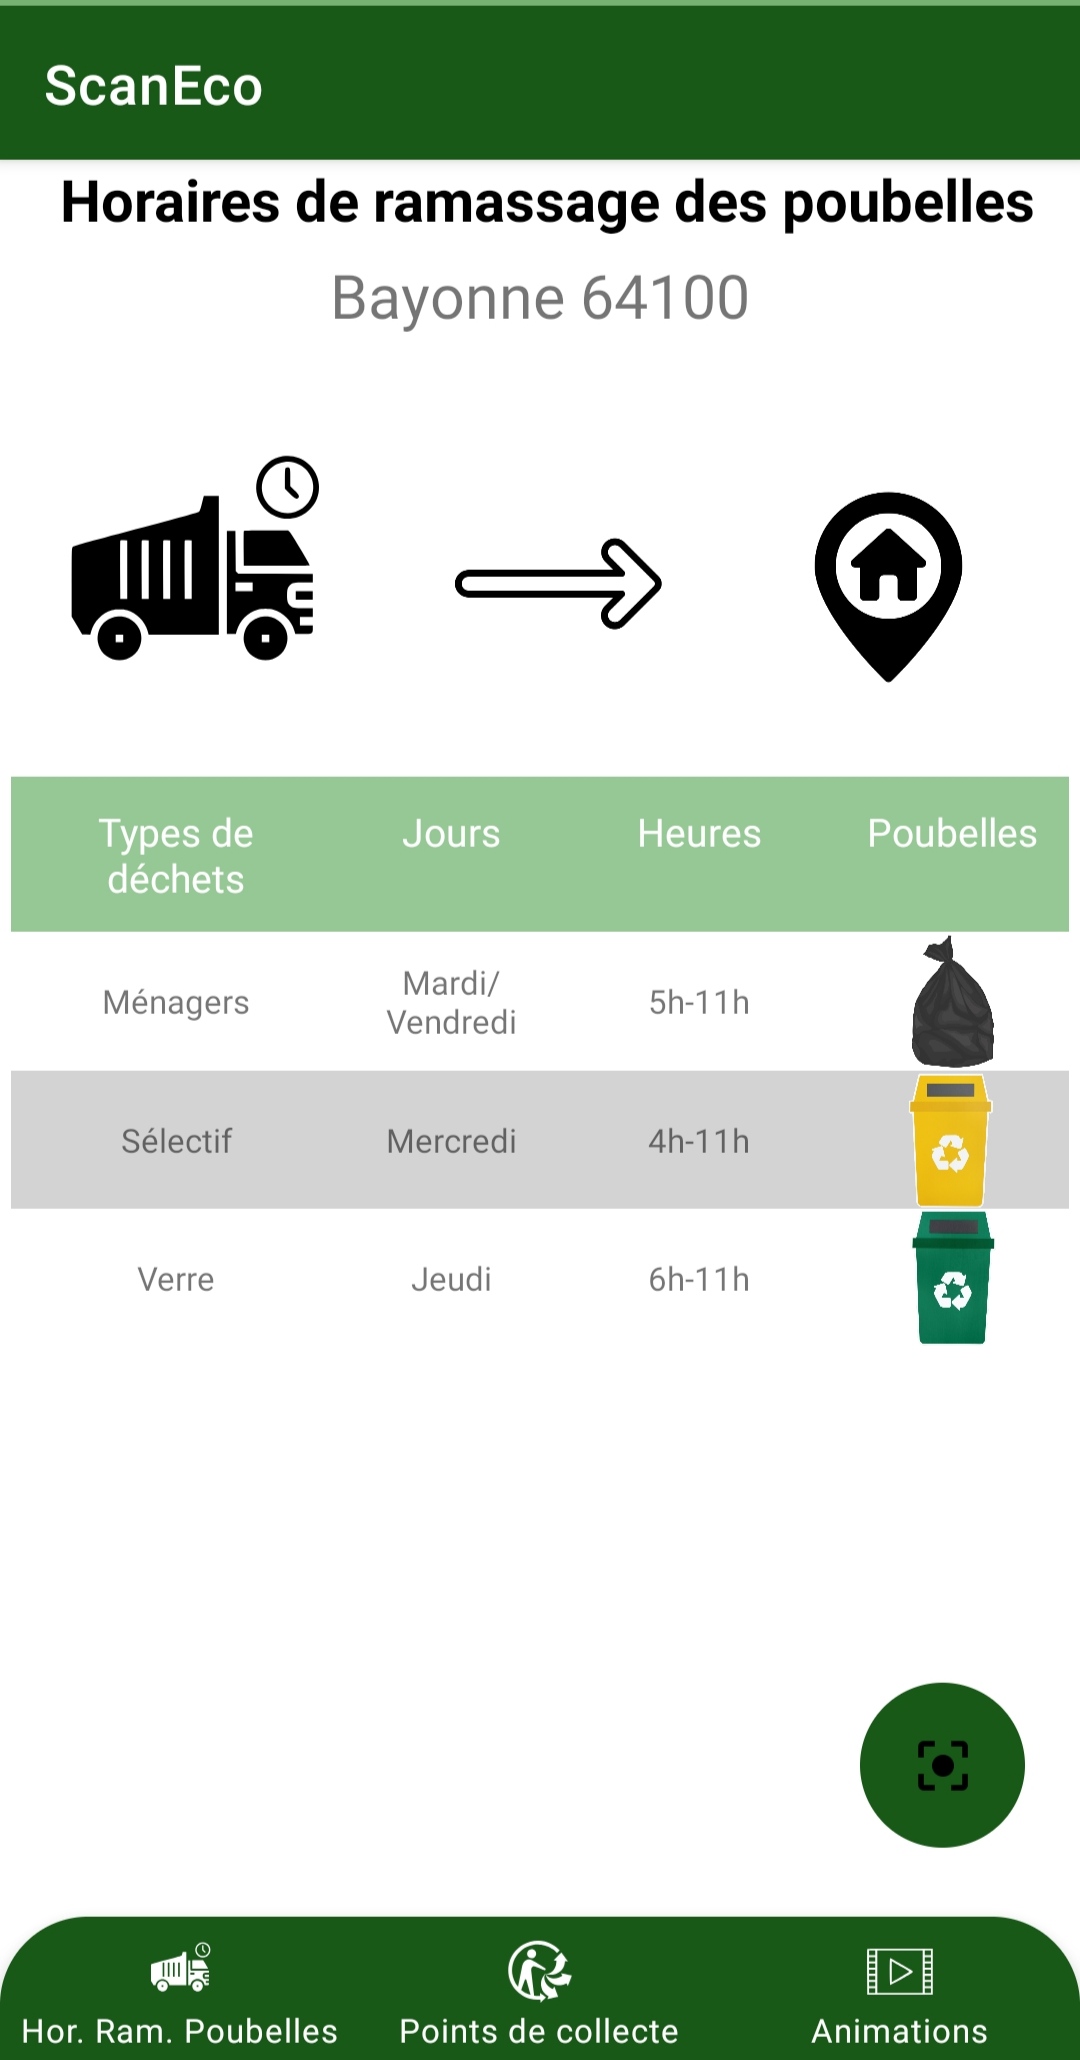 ScanEco
Horaires de ramassage des poubelles
Bayonne 64100
Types de
déchets
Jours
Heures
Poubelles
Ménagers
Mardi/
Vendredi
5h-11h
Sélectif
Mercredi
4h-11h
Verre
Jeudi
6h-11h
Hor. Ram. Poubelles
Points de collecte
Animations